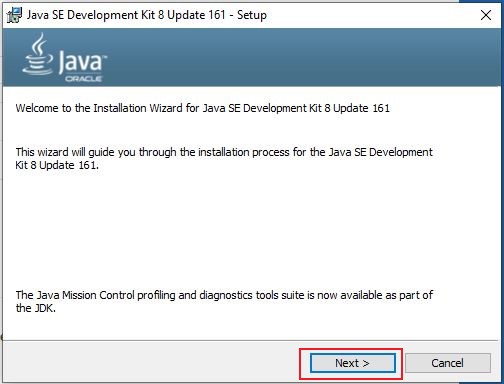 Java SE Development Kit 8 Update 161 - Setup
Java
ORACLE
Welcome to the Installation Wizard for Java SE Development Kit 8 Update 161
This wizard will guide you through the installation process for the Java SE Development
Kit 8 Update 161.
The Java Mission Control profiling and diagnostics tools suite is now available as part of
the JDK.
Next >
Cancel